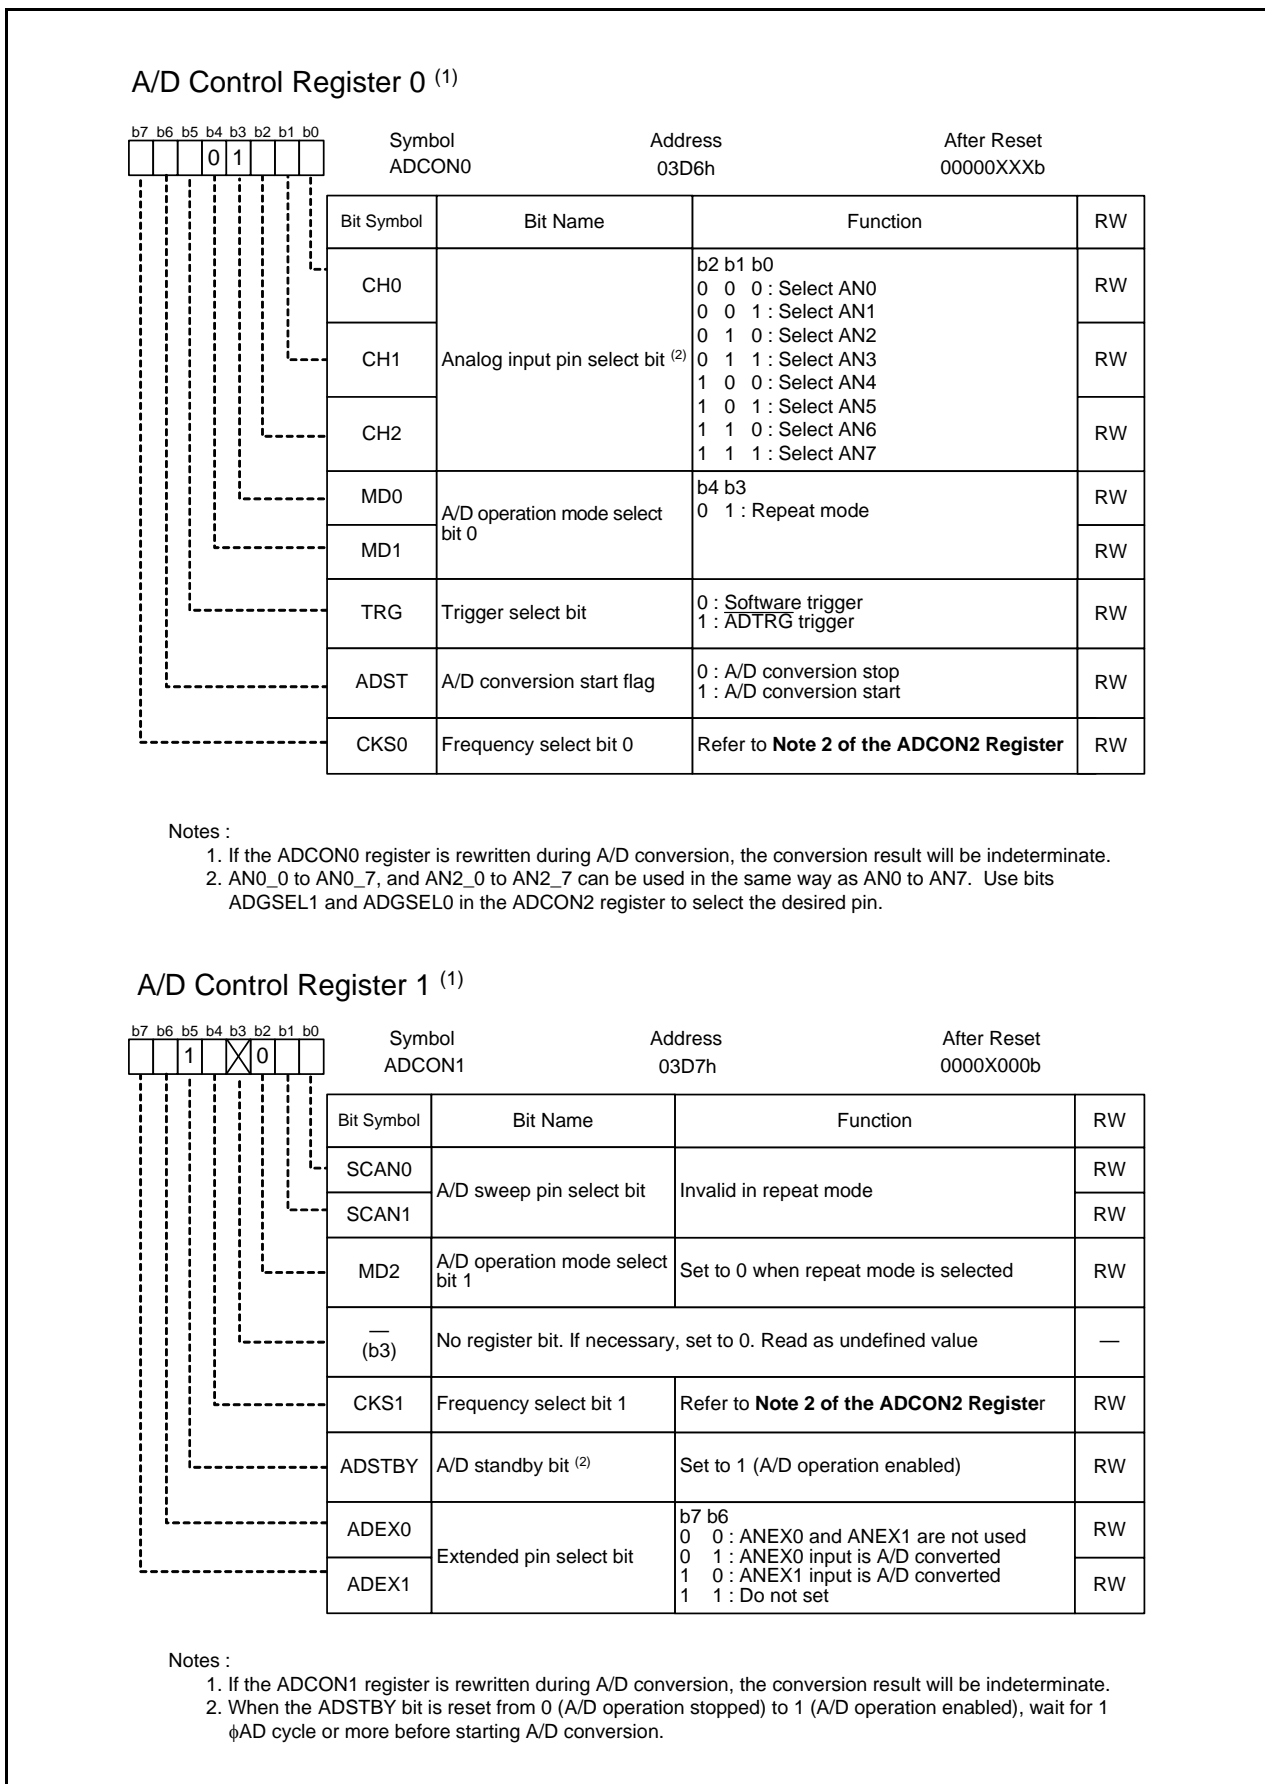 A/D Control Register 0 (1)
b7 b6 b5 b4 b3 b2 b1 b0
0 1
Symbol Address After Reset
ADCON0 03D6h 00000XXXb
Bit Symbol Bit Name Function RW
CH0 RW
CH1 Analog input pin select bit (2) RW
CH2 RW
b2 b1 b0
0 0 0 : Select AN0
0 0 1 : Select AN1
0 1 0 : Select AN2
0 1 1 : Select AN3
1 0 0 : Select AN4
1 0 1 : Select AN5
1 1 0 : Select AN6
1 1 1 : Select AN7
MD0 RW
MD1 RW
A/D operation mode select
bit 0
b4 b3
0 1 : Repeat mode
TRG Trigger select bit RW
0 : Software trigger
1 : ADTRG trigger
ADST A/D conversion start flag RW
0 : A/D conversion stop
1 : A/D conversion start
CKS0 Frequency select bit 0 Refer to Note 2 of the ADCON2 Register RW
Notes :
1. If the ADCON0 register is rewritten during A/D conversion, the conversion result will be indeterminate.
2. AN0_0 to AN0_7, and AN2_0 to AN2_7 can be used in the same way as AN0 to AN7. Use bits
ADGSEL1 and ADGSEL0 in the ADCON2 register to select the desired pin.
A/D Control Register 1 (1)
b7 b6 b5 b4 b3 b2 b1 b0
1 0
Symbol Address After Reset
ADCON1 03D7h 0000X000b
Bit Symbol Bit Name Function RW
SCAN0 RW
A/D sweep pin select bit Invalid in repeat mode
SCAN1 RW
MD2 RW
A/D operation mode select
bit 1
Set to 0 when repeat mode is selected
—
(b3)
No register bit. If necessary, set to 0. Read as undefined value —
CKS1 Frequency select bit 1 Refer to Note 2 of the ADCON2 Register RW
ADSTBY A/D standby bit (2) Set to 1 (A/D operation enabled) RW
ADEX0 RW
Extended pin select bit
ADEX1 RW
b7 b6
0 0 : ANEX0 and ANEX1 are not used
0 1 : ANEX0 input is A/D converted
1 0 : ANEX1 input is A/D converted
1 1 : Do not set
Notes :
1. If the ADCON1 register is rewritten during A/D conversion, the conversion result will be indeterminate.
2. When the ADSTBY bit is reset from 0 (A/D operation stopped) to 1 (A/D operation enabled), wait for 1
ϕAD cycle or more before starting A/D conversion.